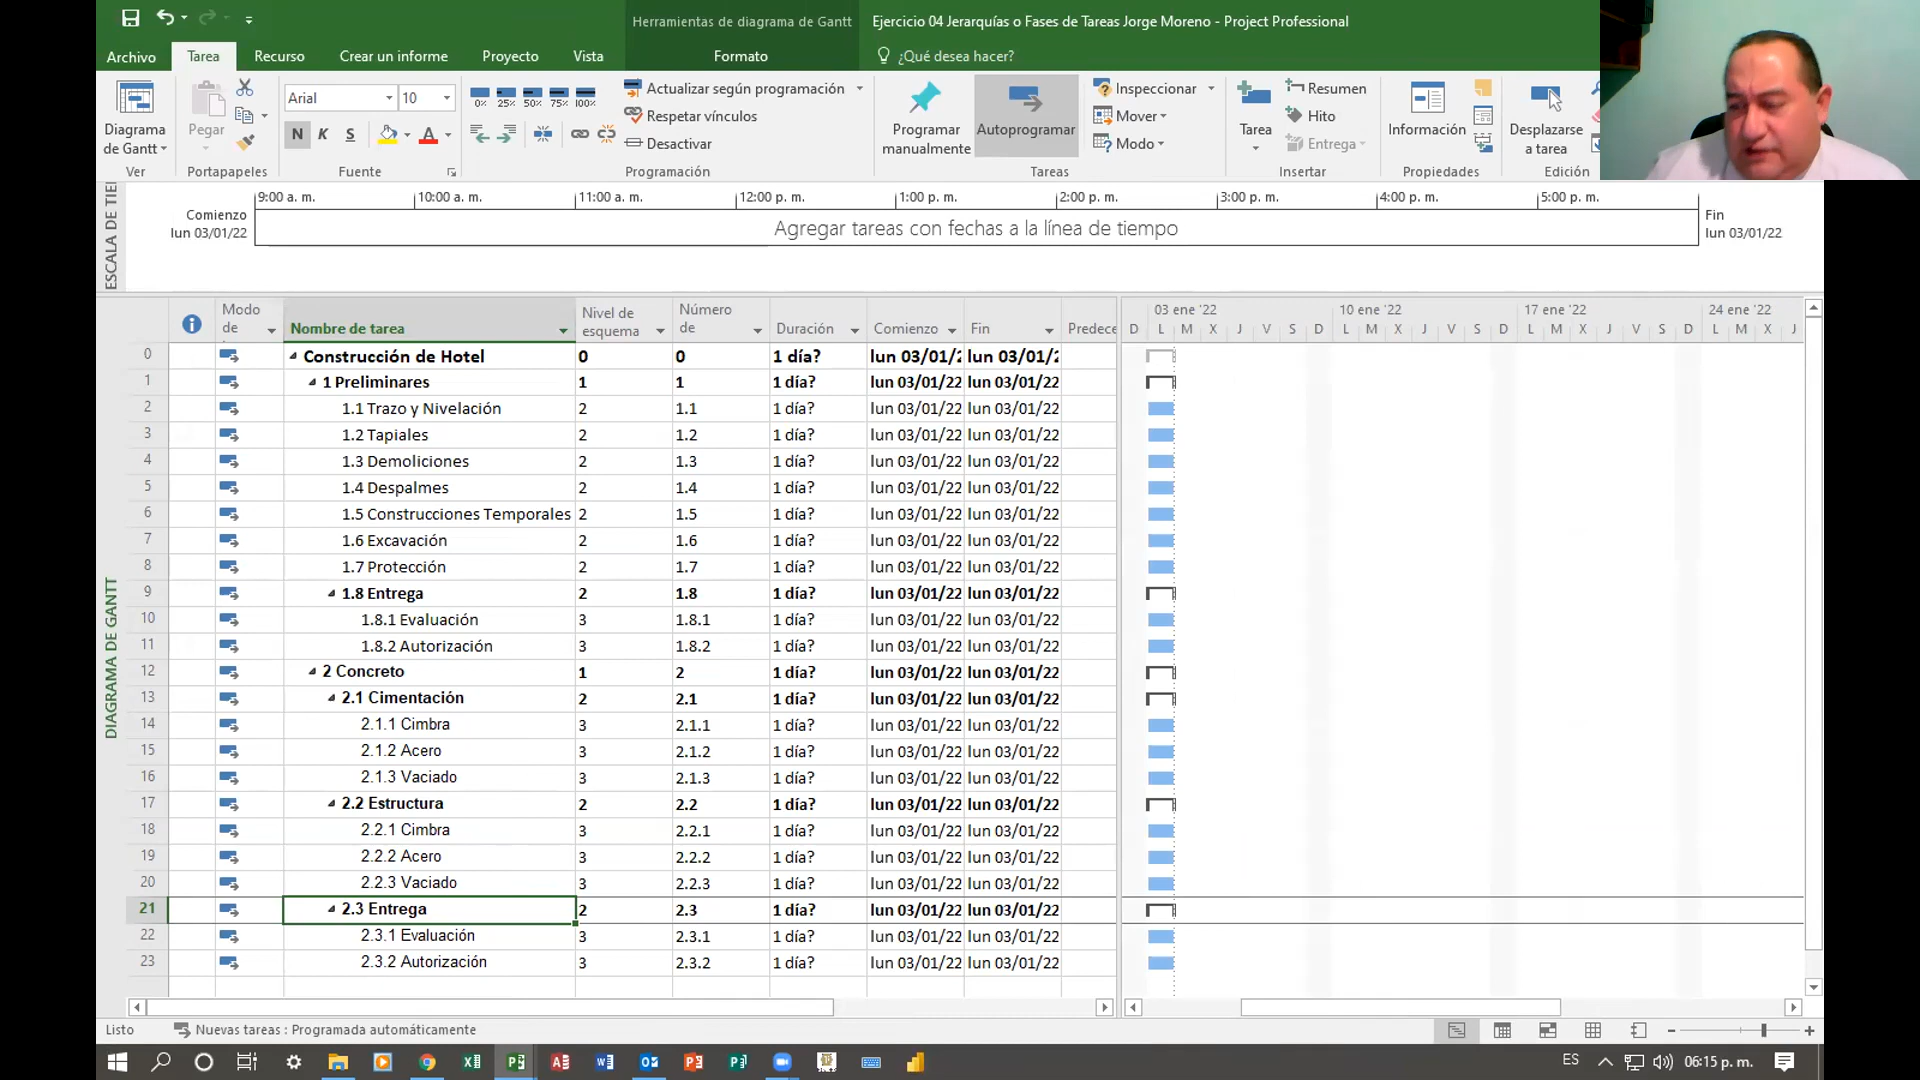 Herramientas de diagrama de Gantt
Ejercicio 04 Jerarquías o Fases de Tareas Jorge Moreno - Project Professional
Archivo Tarea Recurso Crear un informe Proyecto Vista Formato ¿Qué desea hacer?
Diagrama de Gantt
Ver
Pegar
Portapapeles
Arial 10
N K S
Fuente
0% 25% 50% 75% 100%
Actualizar según programación
Respetar vínculos
Desactivar
Programación
Programar manualmente
Autoprogramar
Inspeccionar
Mover
Modo
Tareas
Tarea
Resumen
Hito
Entrega
Insertar
Información
Propiedades
Desplazarse a tarea
Edición
ESCALA DE TIE
9:00 a. m. 10:00 a. m. 11:00 a. m. 12:00 p. m. 1:00 p. m. 2:00 p. m. 3:00 p. m. 4:00 p. m. 5:00 p. m.
Comienzo
lun 03/01/22
Agregar tareas con fechas a la línea de tiempo
Fin
lun 03/01/22
DIAGRAMA DE GANTT
Modo de Nombre de tarea Nivel de esquema Número de Duración Comienzo Fin Predece
03 ene '22 10 ene '22 17 ene '22 24 ene '22
D L M X J V S D L M X J V S D L M X J V S D L M X J
0 Construcción de Hotel 0 0 1 día? lun 03/01/2 lun 03/01/2
1 1 Preliminares 1 1 1 día? lun 03/01/22 lun 03/01/22
2 1.1 Trazo y Nivelación 2 1.1 1 día? lun 03/01/22 lun 03/01/22
3 1.2 Tapiales 2 1.2 1 día? lun 03/01/22 lun 03/01/22
4 1.3 Demoliciones 2 1.3 1 día? lun 03/01/22 lun 03/01/22
5 1.4 Despalmes 2 1.4 1 día? lun 03/01/22 lun 03/01/22
6 1.5 Construcciones Temporales 2 1.5 1 día? lun 03/01/22 lun 03/01/22
7 1.6 Excavación 2 1.6 1 día? lun 03/01/22 lun 03/01/22
8 1.7 Protección 2 1.7 1 día? lun 03/01/22 lun 03/01/22
9 1.8 Entrega 2 1.8 1 día? lun 03/01/22 lun 03/01/22
10 1.8.1 Evaluación 3 1.8.1 1 día? lun 03/01/22 lun 03/01/22
11 1.8.2 Autorización 3 1.8.2 1 día? lun 03/01/22 lun 03/01/22
12 2 Concreto 1 2 1 día? lun 03/01/22 lun 03/01/22
13 2.1 Cimentación 2 2.1 1 día? lun 03/01/22 lun 03/01/22
14 2.1.1 Cimbra 3 2.1.1 1 día? lun 03/01/22 lun 03/01/22
15 2.1.2 Acero 3 2.1.2 1 día? lun 03/01/22 lun 03/01/22
16 2.1.3 Vaciado 3 2.1.3 1 día? lun 03/01/22 lun 03/01/22
17 2.2 Estructura 2 2.2 1 día? lun 03/01/22 lun 03/01/22
18 2.2.1 Cimbra 3 2.2.1 1 día? lun 03/01/22 lun 03/01/22
19 2.2.2 Acero 3 2.2.2 1 día? lun 03/01/22 lun 03/01/22
20 2.2.3 Vaciado 3 2.2.3 1 día? lun 03/01/22 lun 03/01/22
21 2.3 Entrega 2 2.3 1 día? lun 03/01/22 lun 03/01/22
22 2.3.1 Evaluación 3 2.3.1 1 día? lun 03/01/22 lun 03/01/22
23 2.3.2 Autorización 3 2.3.2 1 día? lun 03/01/22 lun 03/01/22
Listo Nuevas tareas : Programada automáticamente
ES 06:15 p. m.